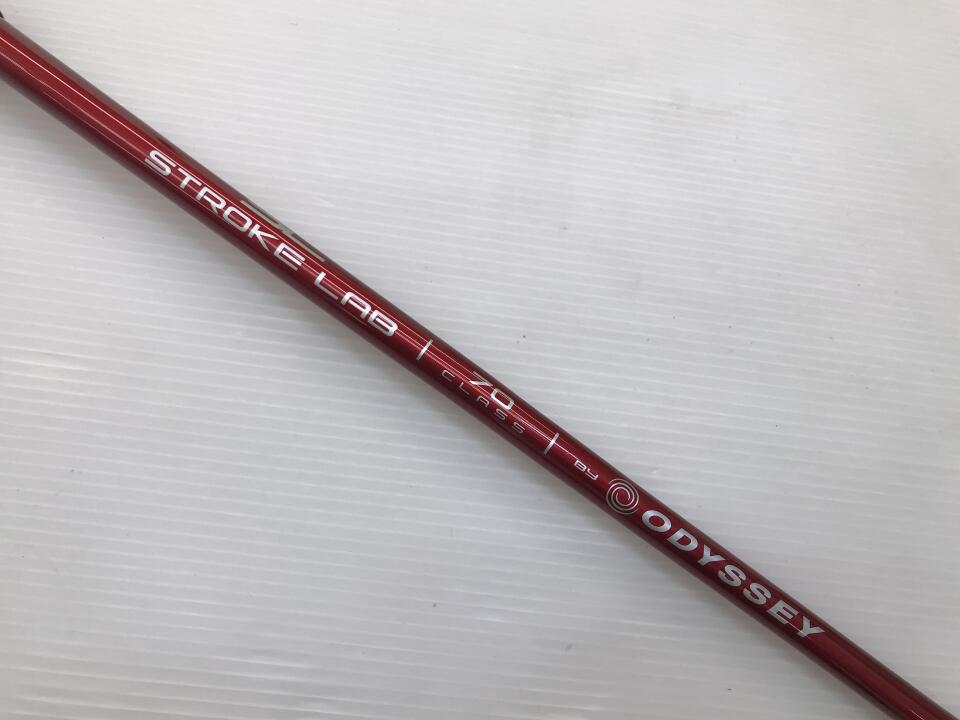 STROKE LAB
70
CLASS
BY
ODYSSEY